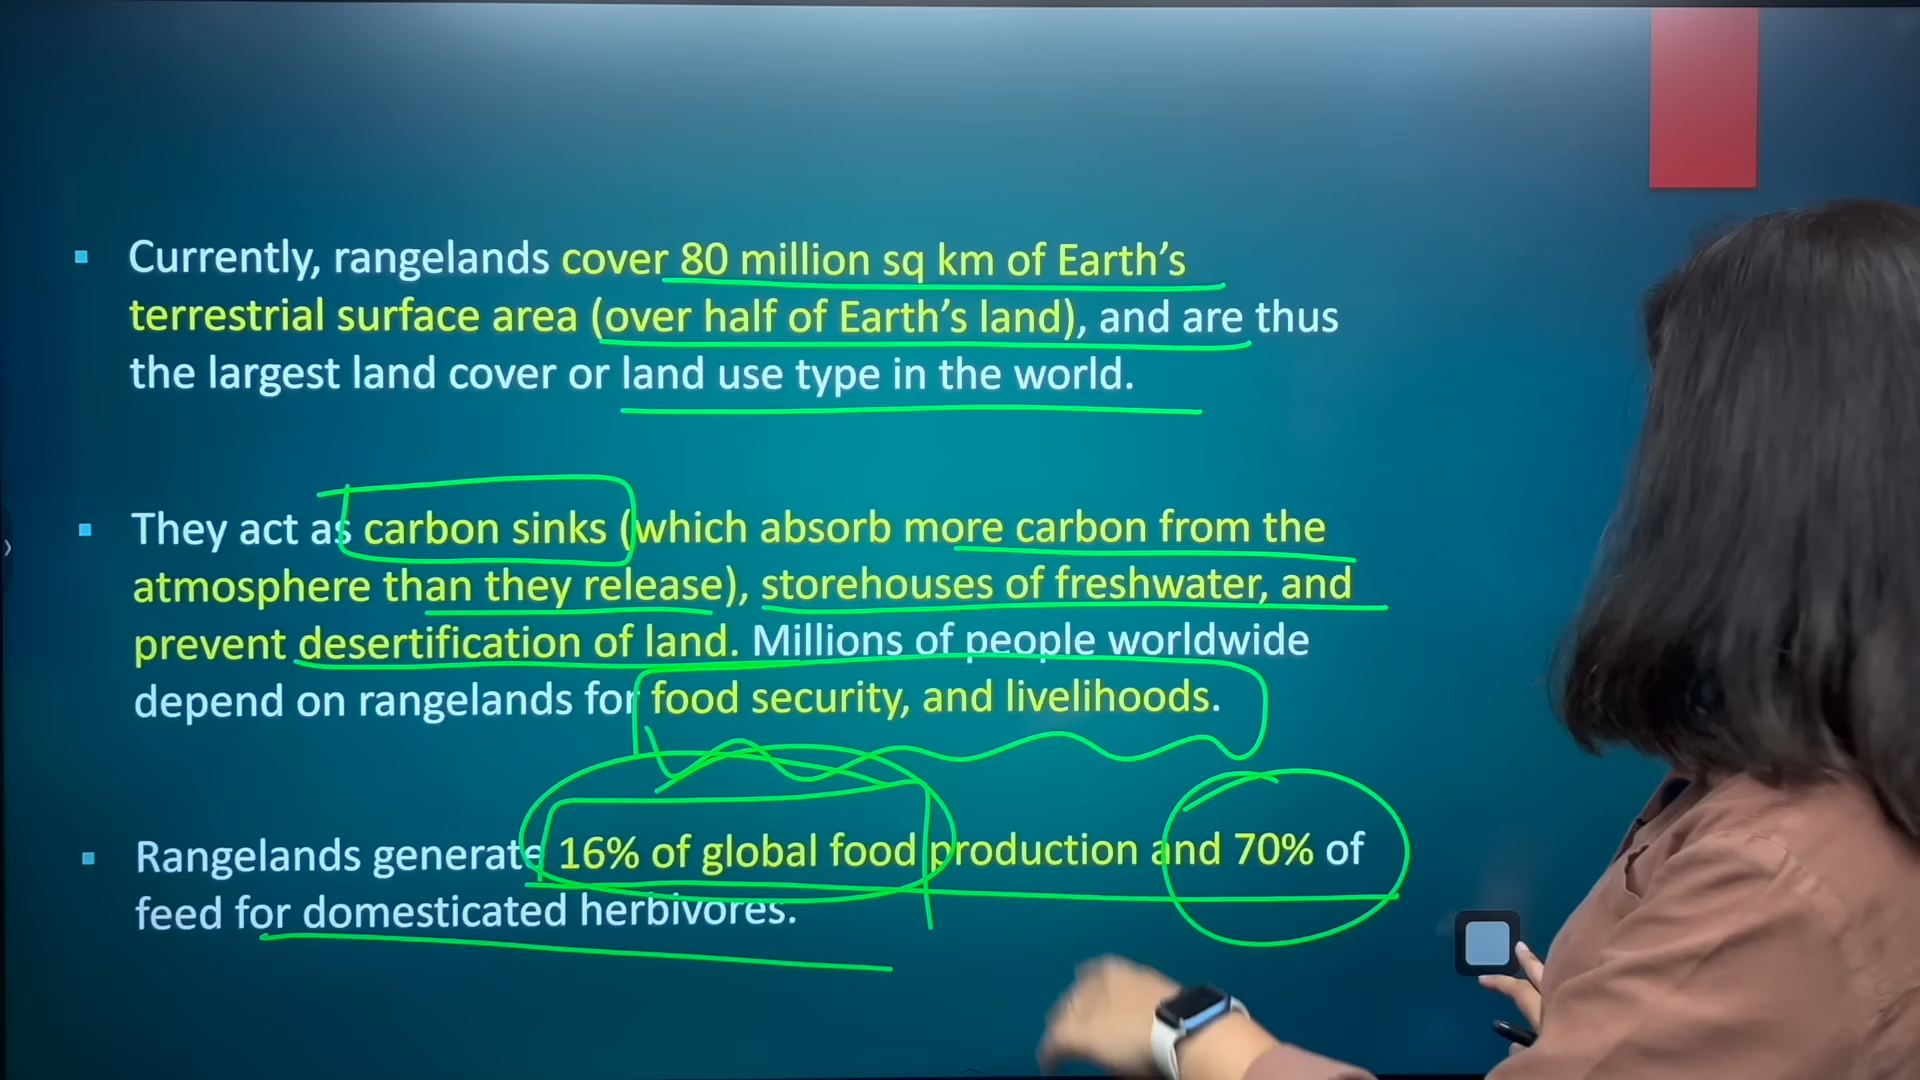 Currently, rangelands cover 80 million sq km of Earth's
terrestrial surface area (over half of Earth's land), and are thus
the largest land cover or land use type in the world.
They act as carbon sinks (which absorb more carbon from the
atmosphere than they release), storehouses of freshwater, and
prevent desertification of land. Millions of people worldwide
depend on rangelands for food security, and livelihoods.
Rangelands generate 16% of global food production and 70% of
feed for domesticated herbivores.